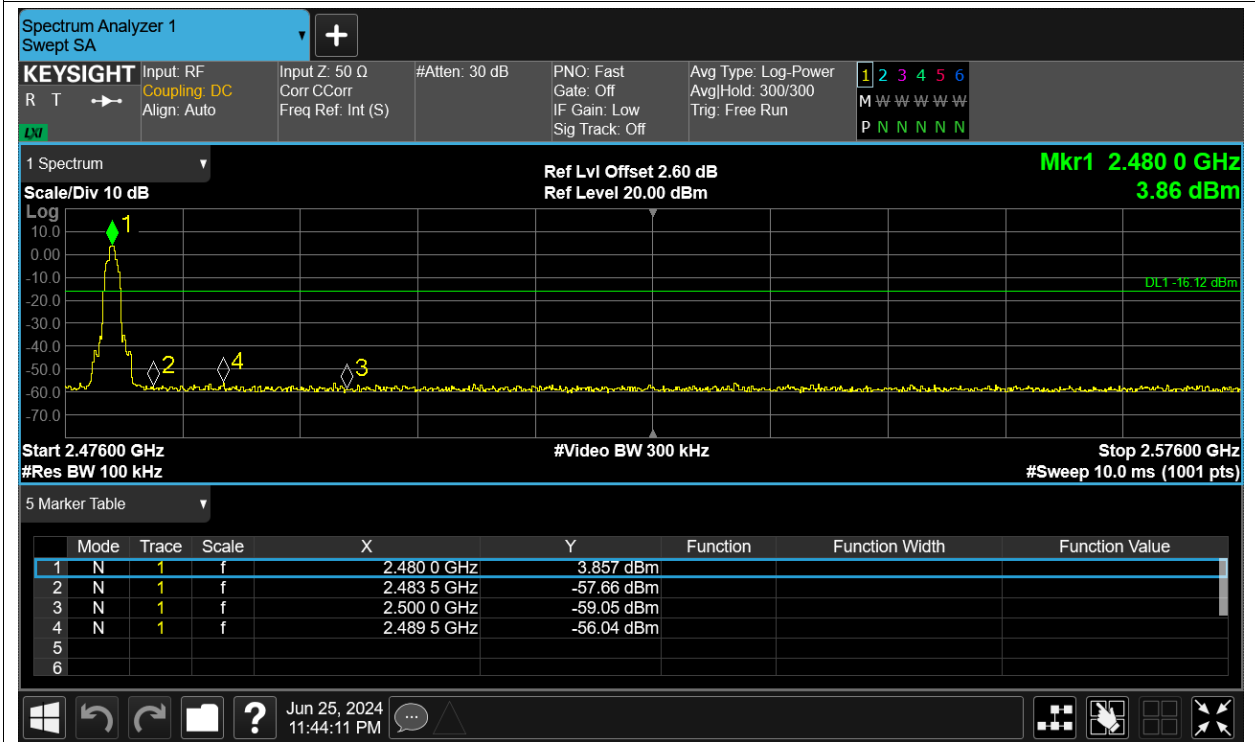 Spectrum Analyzer 1
Swept SA
+
KEYSIGHT Input: RF Input Z: 50 Ω #Atten: 30 dB PNO: Fast Avg Type: Log-Power 1 2 3 4 5 6
R T Coupling: DC Corr CCorr Gate: Off Avg|Hold: 300/300 M W W W W W
Align: Auto Freq Ref: Int (S) IF Gain: Low Trig: Free Run
LXI Sig Track: Off P N N N N N
1 Spectrum Ref Lvl Offset 2.60 dB Mkr1 2.480 0 GHz
Scale/Div 10 dB Ref Level 20.00 dBm 3.86 dBm
Log
1
10.0
0.00
-10.0
DL1 -16.12 dBm
-20.0
-30.0
-40.0
2 4 3
-50.0
-60.0
-70.0
Start 2.47600 GHz #Video BW 300 kHz Stop 2.57600 GHz
#Res BW 100 kHz #Sweep 10.0 ms (1001 pts)
5 Marker Table
Mode Trace Scale X Y Function Function Width Function Value
1 N 1 f 2.480 0 GHz 3.857 dBm
2 N 1 f 2.483 5 GHz -57.66 dBm
3 N 1 f 2.500 0 GHz -59.05 dBm
4 N 1 f 2.489 5 GHz -56.04 dBm
5
6
? Jun 25, 2024
11:44:11 PM